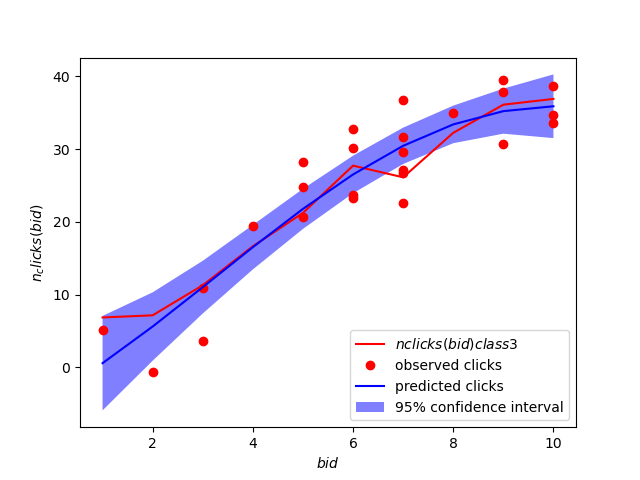 40
30
20
10
0
n_clicks(bid)
nclicks(bid)class3
observed clicks
predicted clicks
95% confidence interval
2 4 6 8 10
bid